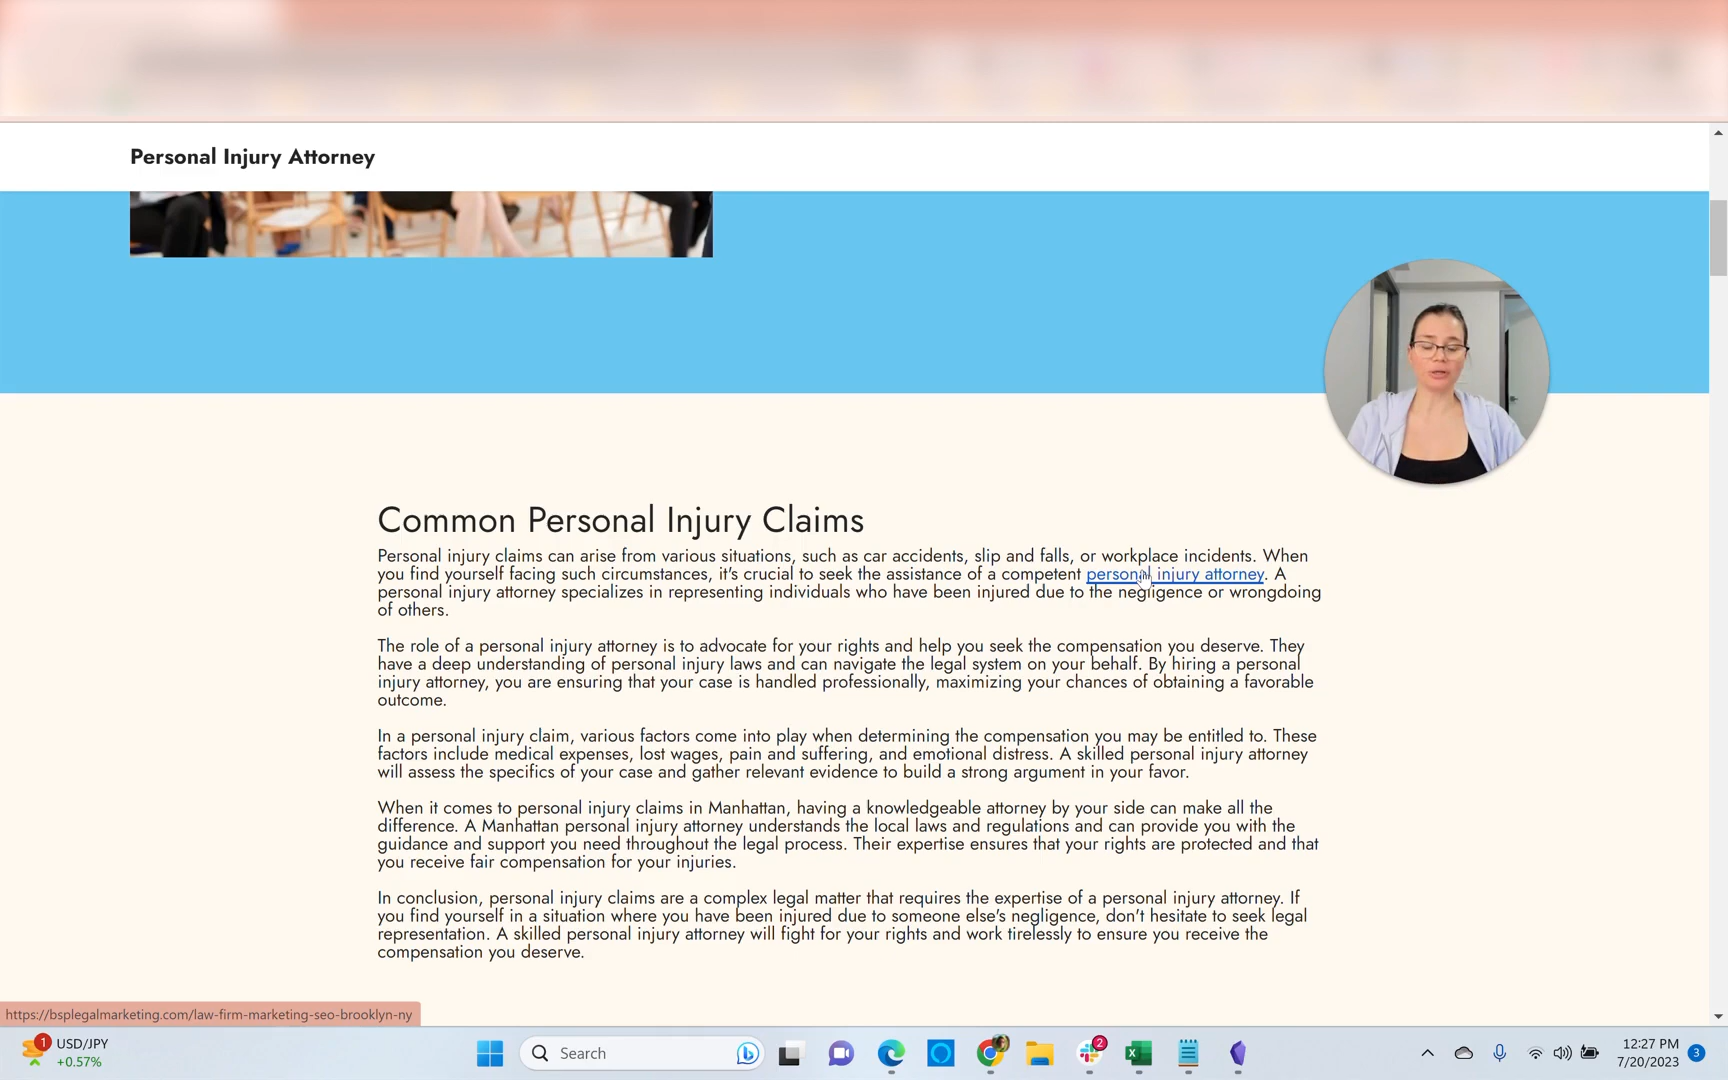 Personal Injury Attorney
Common Personal Injury Claims
Personal injury claims can arise from various situations, such as car accidents, slip and falls, or workplace incidents. When
you find yourself facing such circumstances, it's crucial to seek the assistance of a competent personal injury attorney. A
personal injury attorney specializes in representing individuals who have been injured due to the negligence or wrongdoing
of others.
The role of a personal injury attorney is to advocate for your rights and help you seek the compensation you deserve. They
have a deep understanding of personal injury laws and can navigate the legal system on your behalf. By hiring a personal
injury attorney, you are ensuring that your case is handled professionally, maximizing your chances of obtaining a favorable
outcome.
In a personal injury claim, various factors come into play when determining the compensation you may be entitled to. These
factors include medical expenses, lost wages, pain and suffering, and emotional distress. A skilled personal injury attorney
will assess the specifics of your case and gather relevant evidence to build a strong argument in your favor.
When it comes to personal injury claims in Manhattan, having a knowledgeable attorney by your side can make all the
difference. A Manhattan personal injury attorney understands the local laws and regulations and can provide you with the
guidance and support you need throughout the legal process. Their expertise ensures that your rights are protected and that
you receive fair compensation for your injuries.
In conclusion, personal injury claims are a complex legal matter that requires the expertise of a personal injury attorney. If
you find yourself in a situation where you have been injured due to someone else's negligence, don't hesitate to seek legal
representation. A skilled personal injury attorney will fight for your rights and work tirelessly to ensure you receive the
compensation you deserve.
https://bsplegalmarketing.com/law-firm-marketing-seo-brooklyn-ny
1
USD/JPY
+0.57%
Search
2
12:27 PM
7/20/2023
3